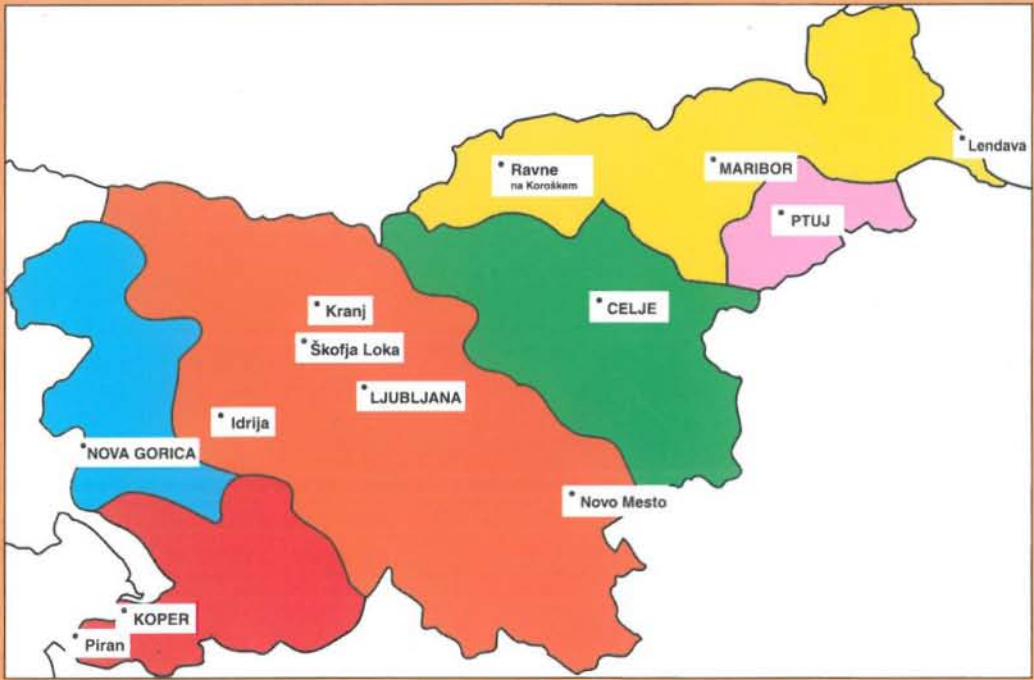 Lendava
Ravne
na Koroškem
MARIBOR
PTUJ
Kranj
CELJE
Škofja Loka
LJUBLJANA
Idrija
NOVA GORICA
Novo Mesto
KOPER
Piran